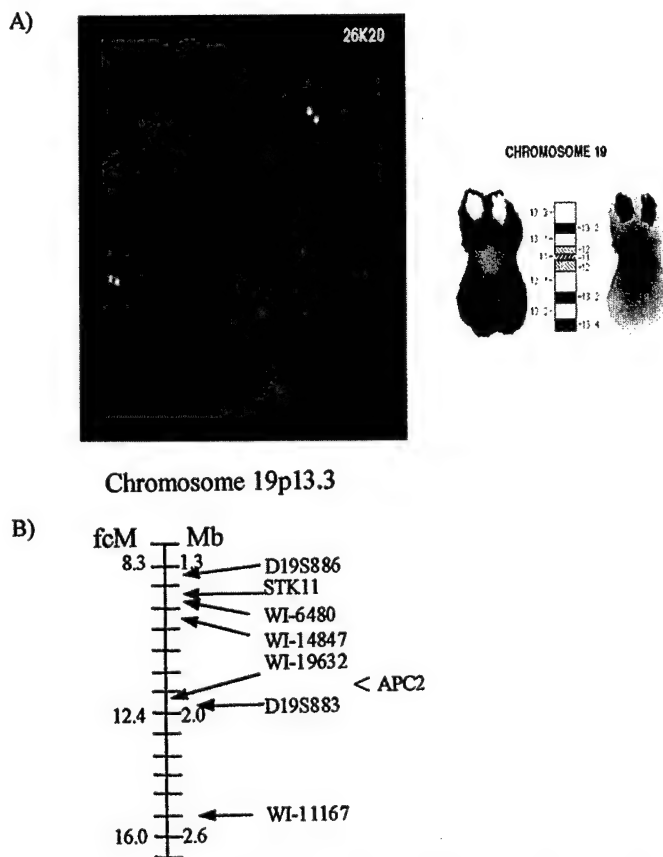 A)
26K20
CHROMOSOME 19
Chromosome 19p13.3
B)
fcM Mb
8.3 1.3
D19S886
STK11
WI-6480
WI-14847
WI-19632
< APC2
D19S883
12.4 2.0
WI-11167
16.0 2.6